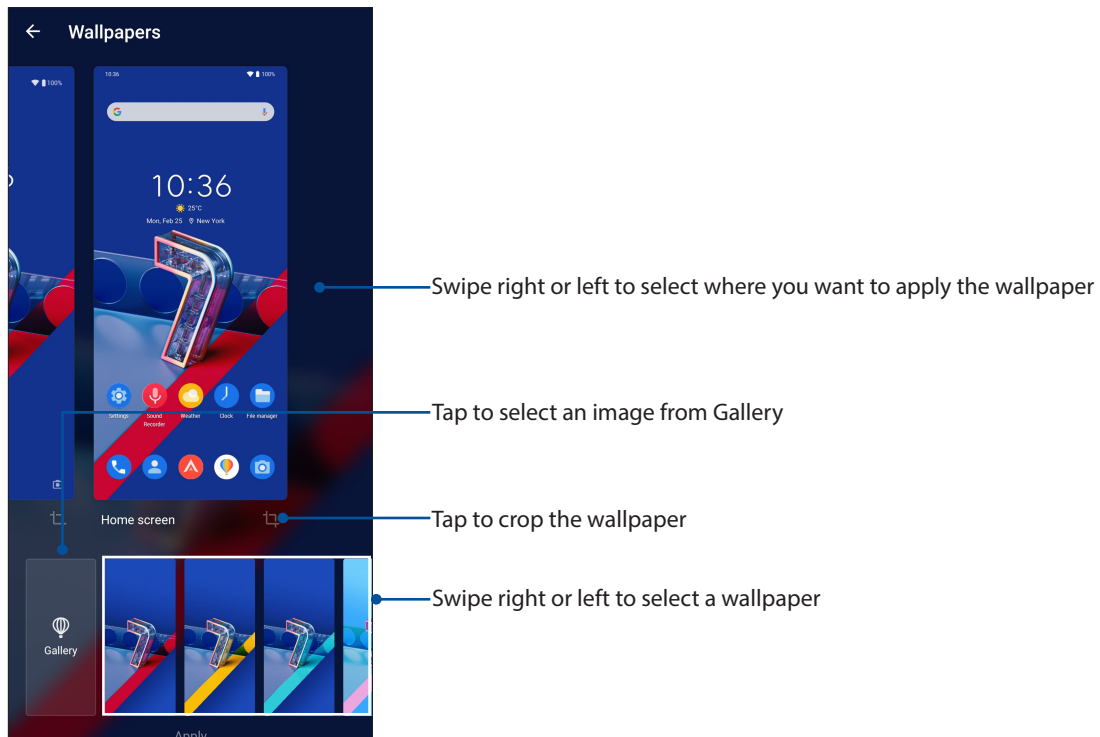 Wallpapers
100%
10:36
100%
G
10:36
25°C
Mon, Feb 25 New York
Swipe right or left to select where you want to apply the wallpaper
Settings
Sound Recorder
Weather
Clock
File manager
Tap to select an image from Gallery
Home screen
Tap to crop the wallpaper
Swipe right or left to select a wallpaper
Gallery
Apply